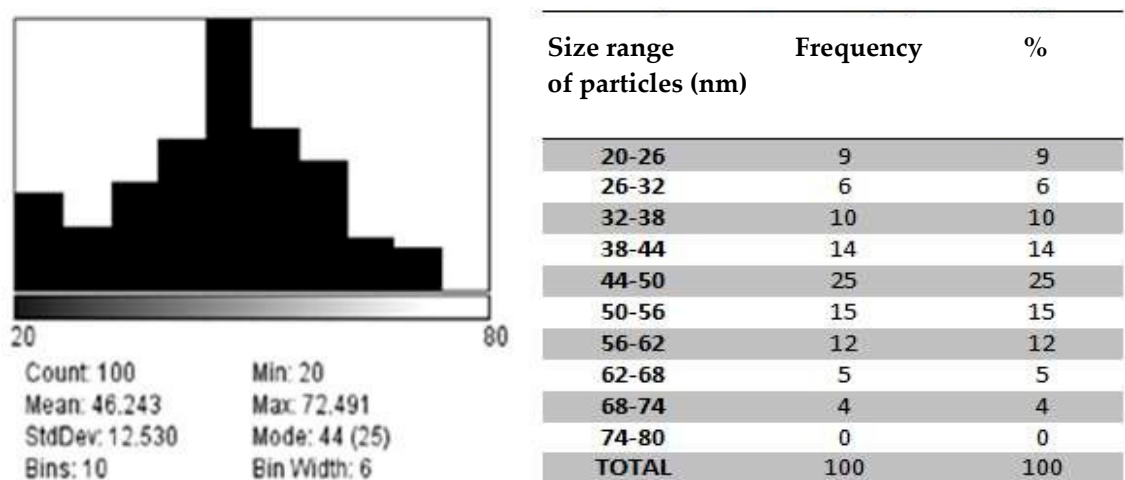 20 80
Count: 100 Min: 20
Mean: 46.243 Max: 72.491
StdDev: 12.530 Mode: 44 (25)
Bins: 10 Bin Width: 6
Size range Frequency %
of particles (nm)
20-26 9 9
26-32 6 6
32-38 10 10
38-44 14 14
44-50 25 25
50-56 15 15
56-62 12 12
62-68 5 5
68-74 4 4
74-80 0 0
TOTAL 100 100